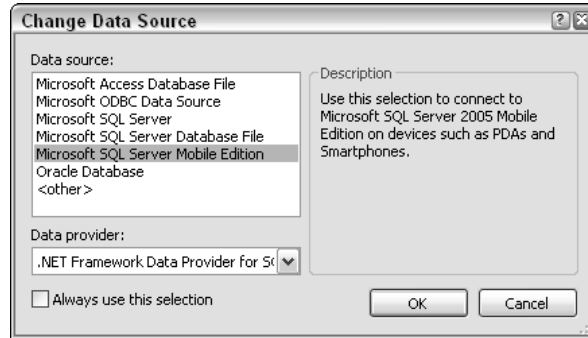 Change Data Source
Data source:
Microsoft Access Database File
Microsoft ODBC Data Source
Microsoft SQL Server
Microsoft SQL Server Database File
Microsoft SQL Server Mobile Edition
Oracle Database
<other>
Description
Use this selection to connect to
Microsoft SQL Server 2005 Mobile
Edition on devices such as PDAs and
Smartphones.
Data provider:
.NET Framework Data Provider for
Always use this selection
OK
Cancel